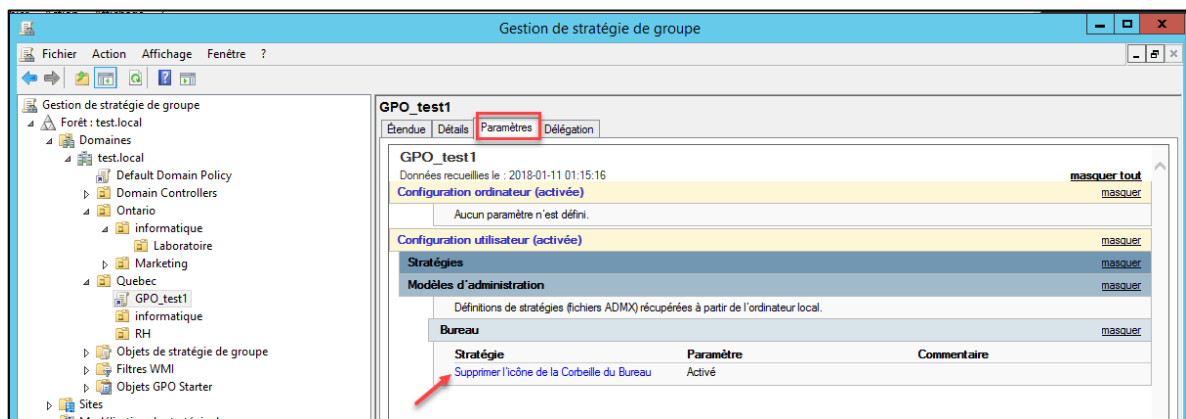 Gestion de stratégie de groupe
Fichier Action Affichage Fenêtre ?
Gestion de stratégie de groupe
Forêt : test.local
Domaines
test.local
Default Domain Policy
Domain Controllers
Ontario
informatique
Laboratoire
Marketing
Quebec
GPO_test1
informatique
RH
Objets de stratégie de groupe
Filtres WMI
Objets GPO Starter
Sites
GPO_test1
Étendue Détails Paramètres Délégation
GPO_test1
Données recueillies le : 2018-01-11 01:15:16 masquer tout
Configuration ordinateur (activée) masquer
Aucun paramètre n'est défini.
Configuration utilisateur (activée) masquer
Stratégies masquer
Modèles d'administration masquer
Définitions de stratégies (fichiers ADMX) récupérées à partir de l'ordinateur local.
Bureau masquer
Stratégie Paramètre Commentaire
Supprimer l'icône de la Corbeille du Bureau Activé